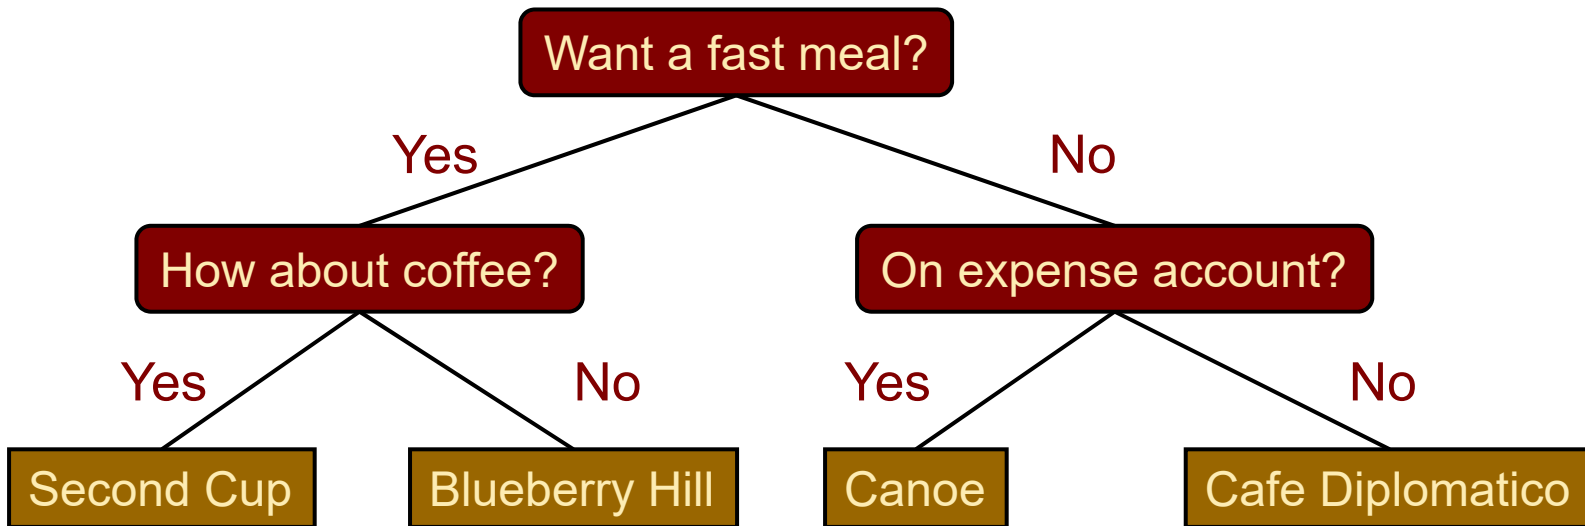 Want a fast meal?
Yes
No
How about coffee?
On expense account?
Yes
No
Yes
No
Second Cup
Blueberry Hill
Canoe
Cafe Diplomatico